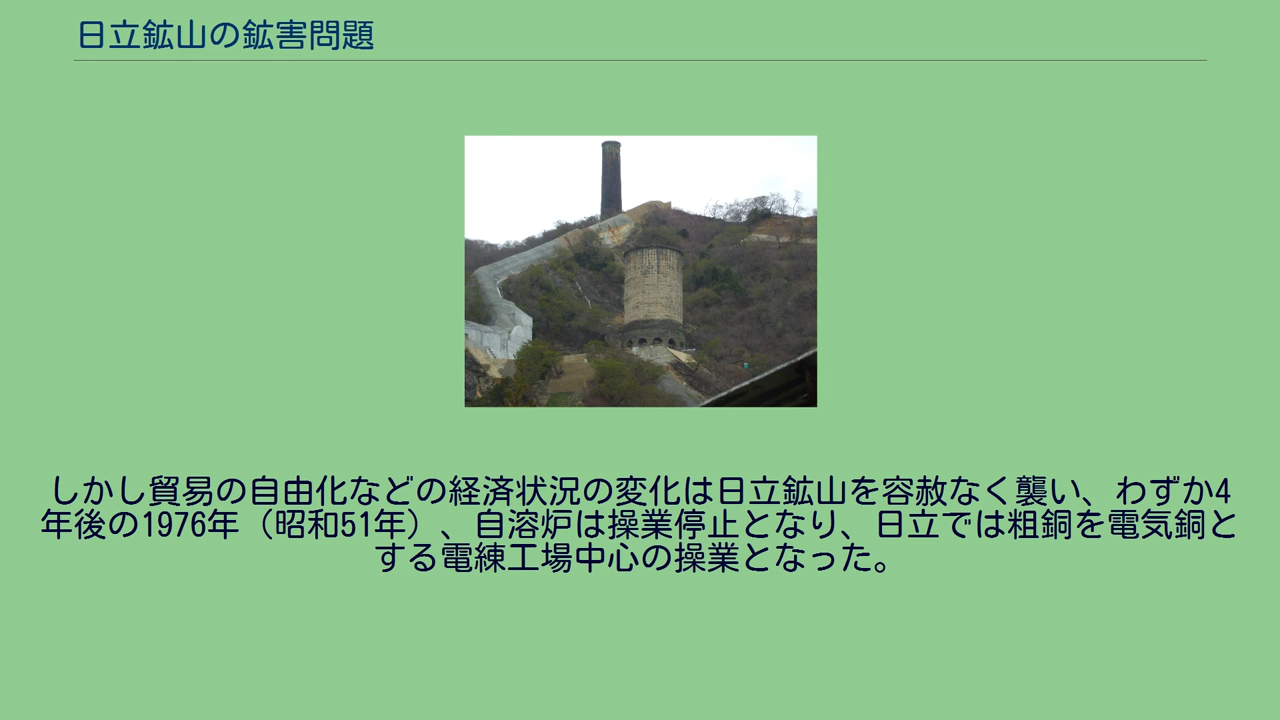 日立鉱山の鉱害問題
しかし貿易の自由化などの経済状況の変化は日立鉱山を容赦なく襲い、わずか4
年後の1976年（昭和51年）、自溶炉は操業停止となり、日立では粗銅を電気銅と
する電練工場中心の操業となった。